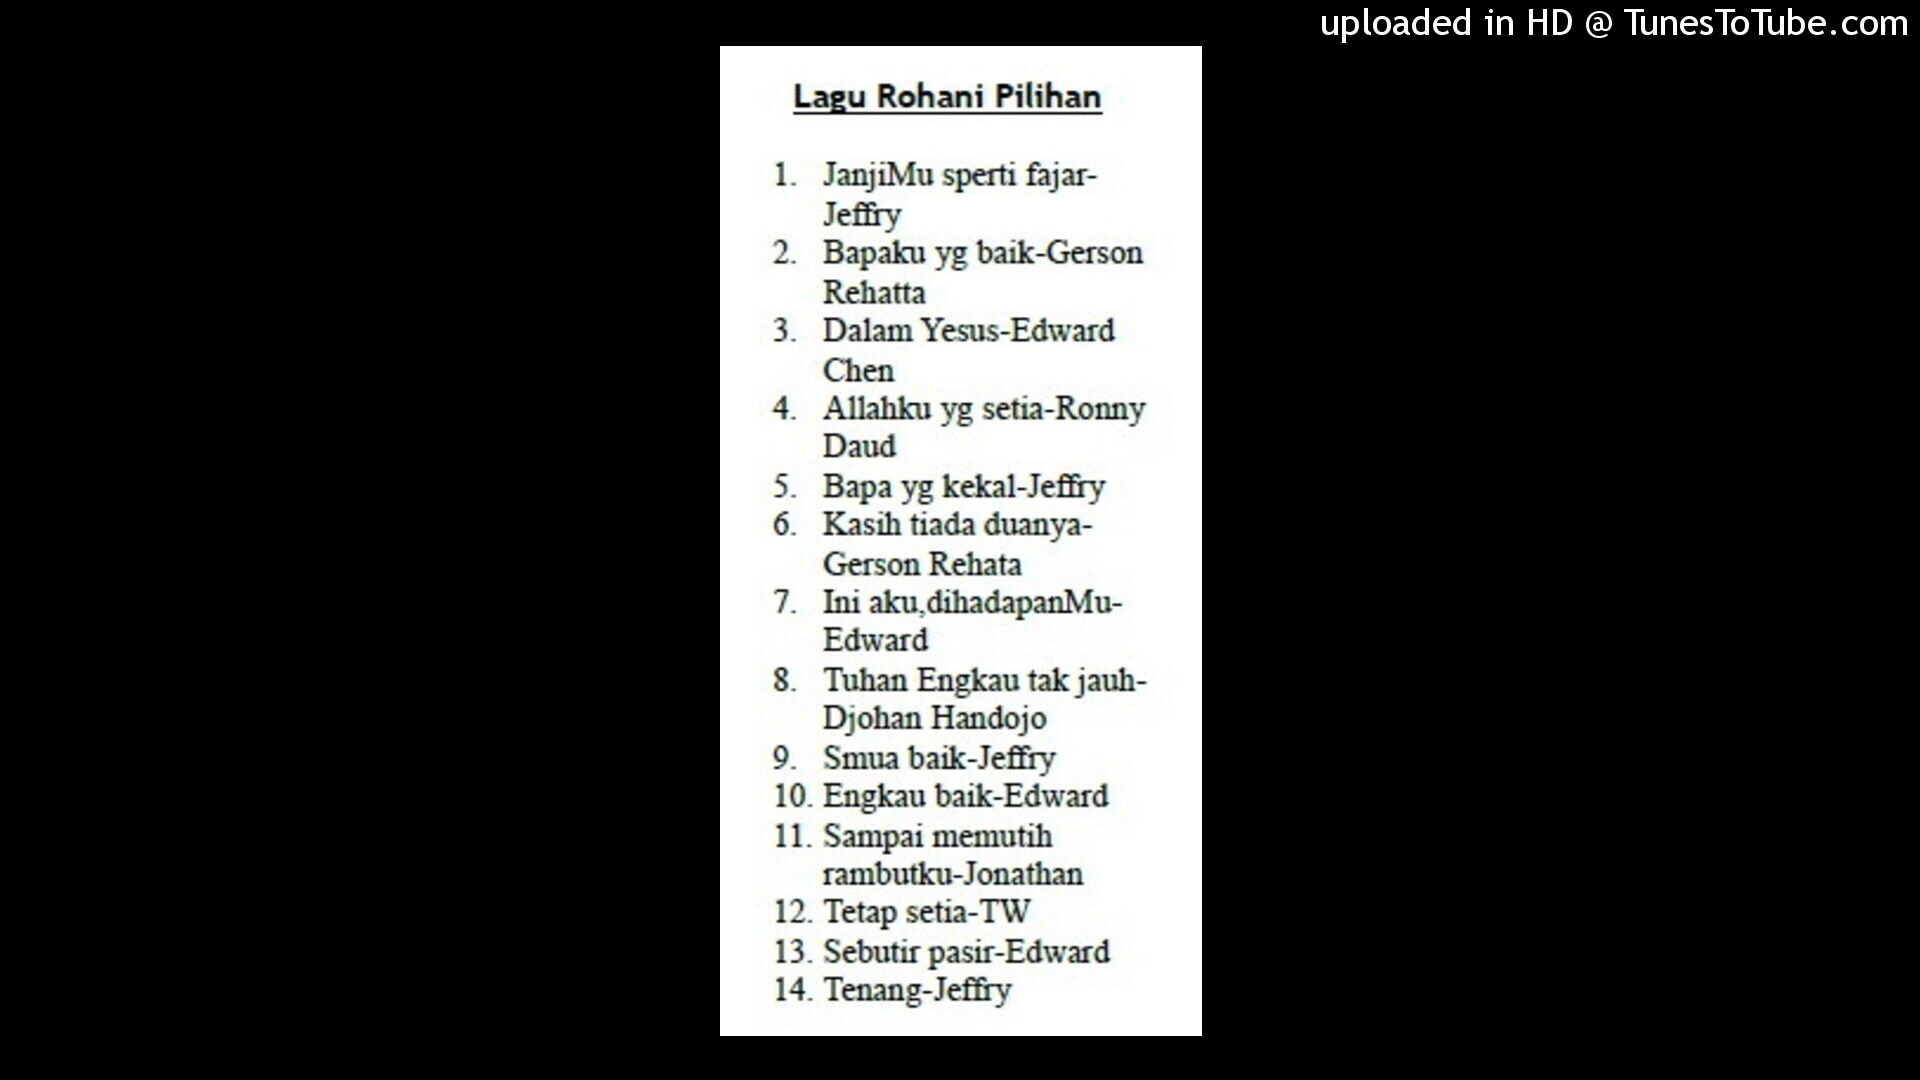 uploaded in HD @ TunesToTube.com
Lagu Rohani Pilihan
1. JanjiMu sperti fajar-
Jeffry
2. Bapaku yg baik-Gerson
Rehatta
3. Dalam Yesus-Edward
Chen
4. Allahku yg setia-Ronny
Daud
5. Bapa yg kekal-Jeffry
6. Kasih tiada duanya-
Gerson Rehata
7. Ini aku,dihadapanMu-
Edward
8. Tuhan Engkau tak jauh-
Djohan Handojo
9. Smua baik-Jeffry
10. Engkau baik-Edward
11. Sampai memutih
rambutku-Jonathan
12. Tetap setia-TW
13. Sebutir pasir-Edward
14. Tenang-Jeffry